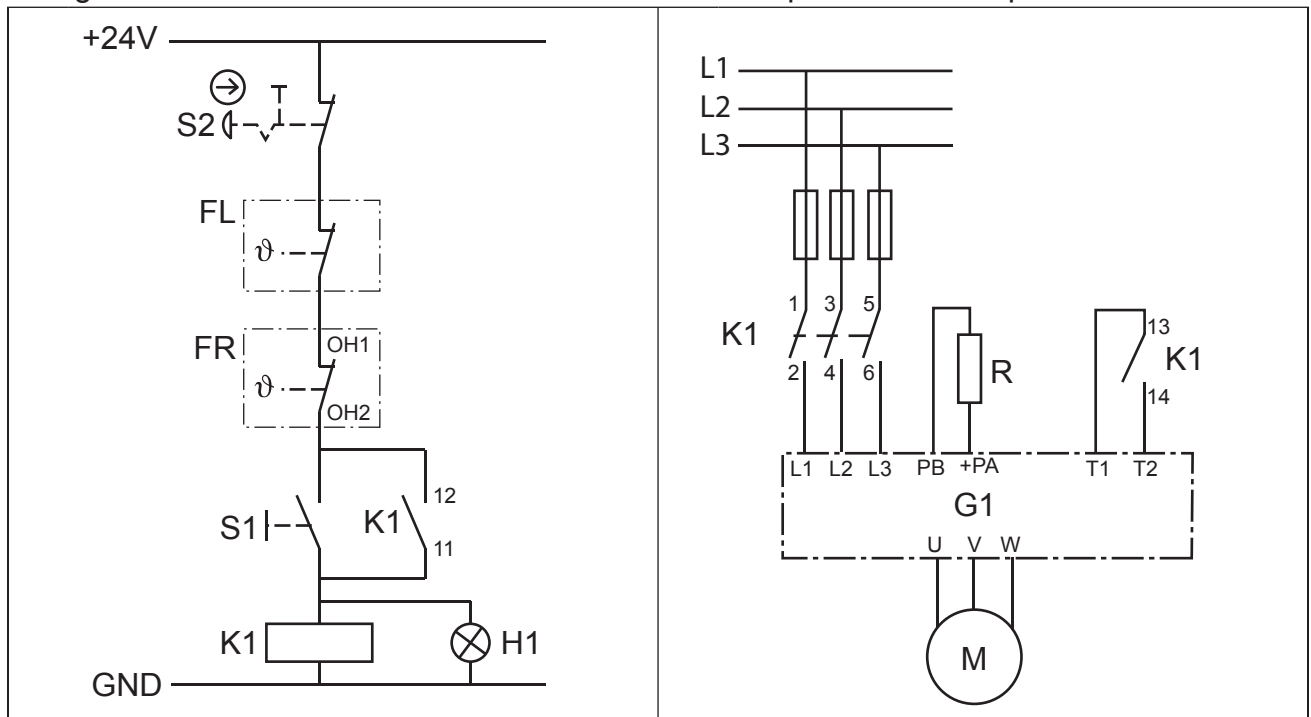 +24V
S2
FL
ϑ
FR
OH1
ϑ
OH2
S1
K1
12
11
K1
H1
GND
L1
L2
L3
1
3
5
K1
2
4
6
R
13
K1
14
L1 L2 L3 PB +PA T1 T2
G1
U V W
M